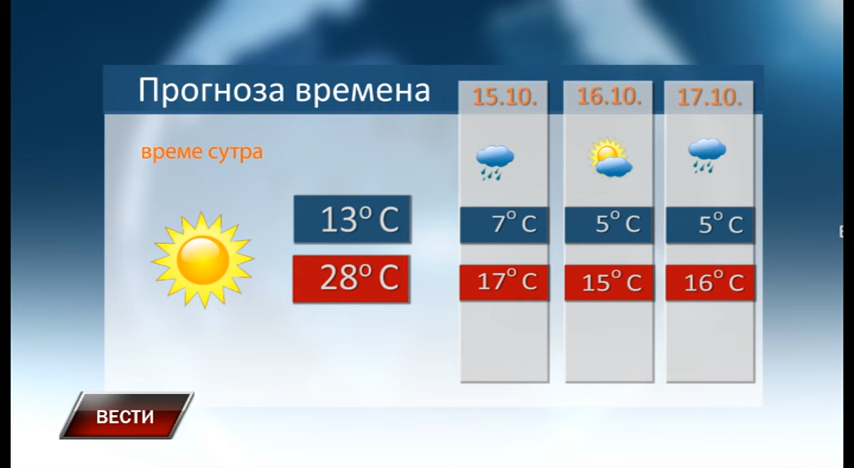 Прогноза времена
време сутра
13°C
28°C
15.10.
7°C
17°C
16.10.
5°C
15°C
17.10.
5°C
16°C
ВЕСТИ